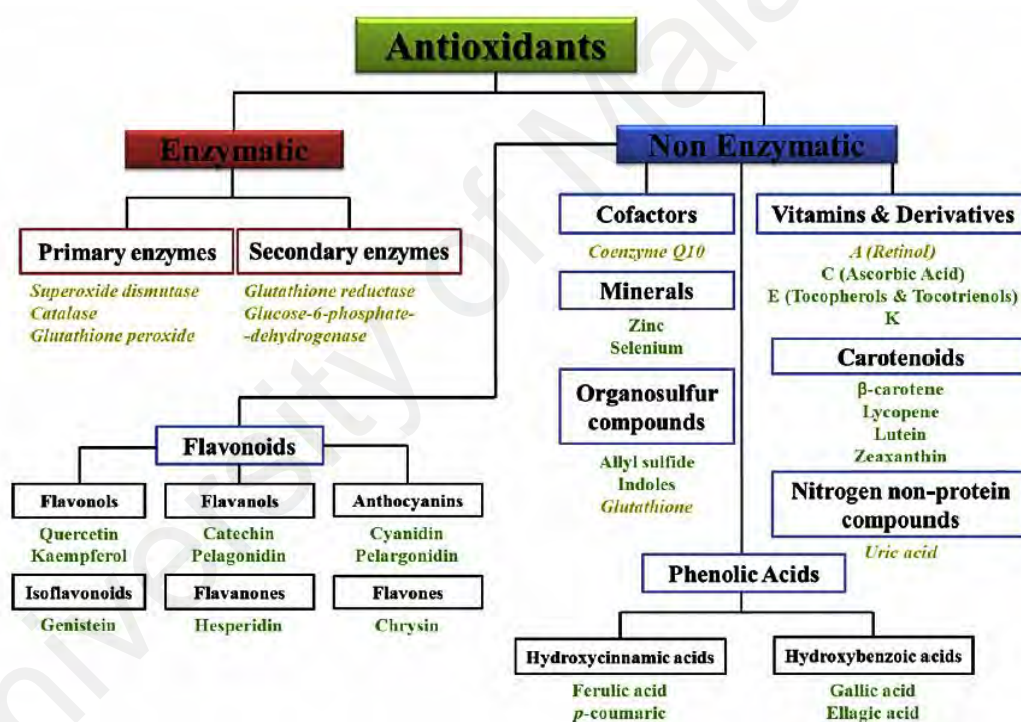 Antioxidants
Enzymatic
Non Enzymatic
Primary enzymes
Superoxide dismutase
Catalase
Glutathione peroxide
Secondary enzymes
Glutathione reductase
Glucose-6-phosphate-
-dehydrogenase
Cofactors
Coenzyme Q10
Minerals
Zinc
Selenium
Organosulfur
compounds
Allyl sulfide
Indoles
Glutathione
Vitamins & Derivatives
A (Retinol)
C (Ascorbic Acid)
E (Tocopherols & Tocotrienols)
K
Carotenoids
β-carotene
Lycopene
Lutein
Zeaxanthin
Nitrogen non-protein
compounds
Uric acid
Flavonoids
Flavonols
Quercetin
Kaempferol
Flavanols
Catechin
Pelagonidin
Anthocyanins
Cyanidin
Pelargonidin
Isoflavonoids
Genistein
Flavanones
Hesperidin
Flavones
Chrysin
Phenolic Acids
Hydroxycinnamic acids
Ferulic acid
p-coumaric
Hydroxybenzoic acids
Gallic acid
Ellagic acid
University of Mala